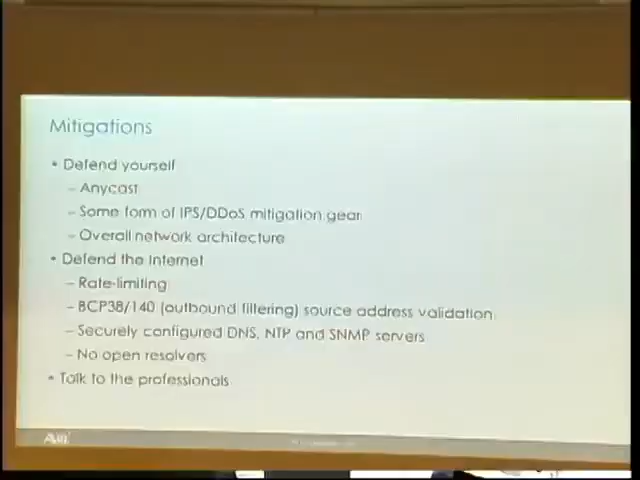 Mitigations
• Defend yourself
– Anycast
– Some form of IPS/DDoS mitigation gear
– Overall network architecture
• Defend the Internet
– Rate-limiting
– BCP38/140 (outbound filtering) source address validation
– Securely configured DNS, NTP and SNMP servers
– No open resolvers
• Talk to the professionals